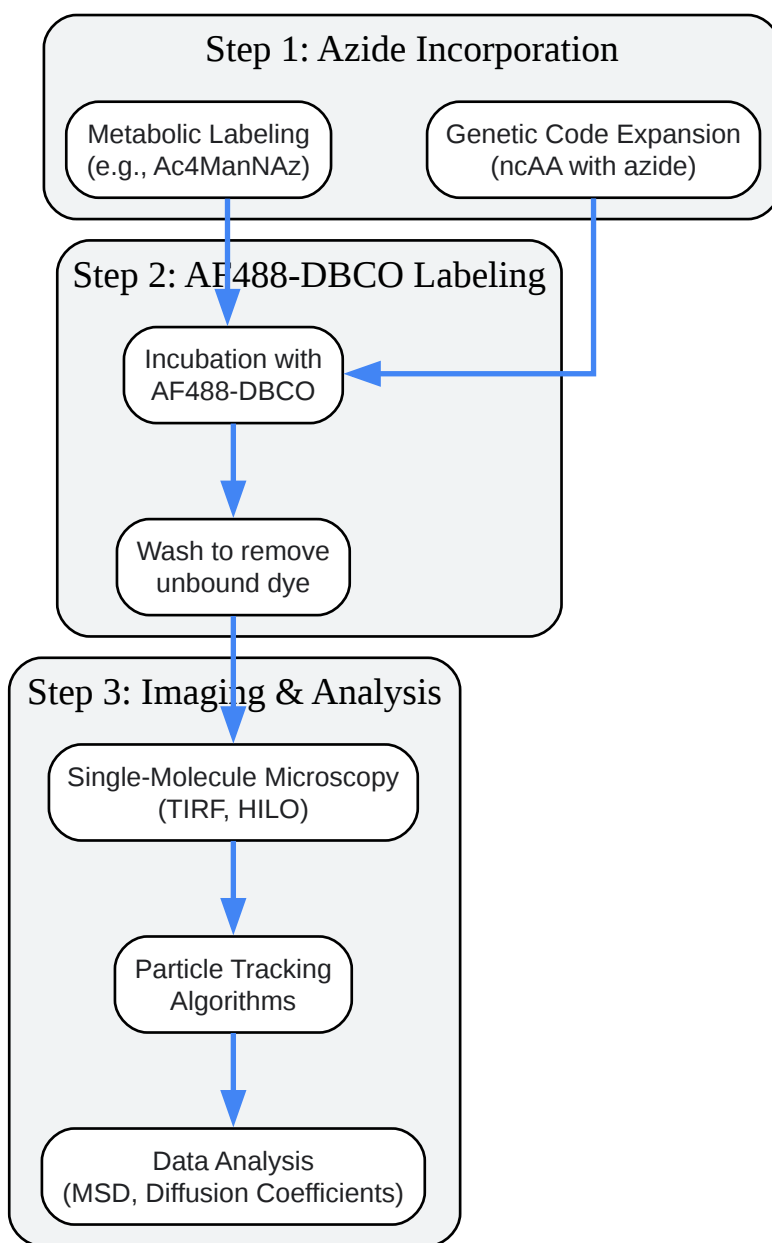 Step 1: Azide Incorporation
Metabolic Labeling
(e.g., Ac4ManNAz)
Genetic Code Expansion
(ncAA with azide)
Step 2: AF488-DBCO Labeling
Incubation with
AF488-DBCO
Wash to remove
unbound dye
Step 3: Imaging & Analysis
Single-Molecule Microscopy
(TIRF, HILO)
Particle Tracking
Algorithms
Data Analysis
(MSD, Diffusion Coefficients)